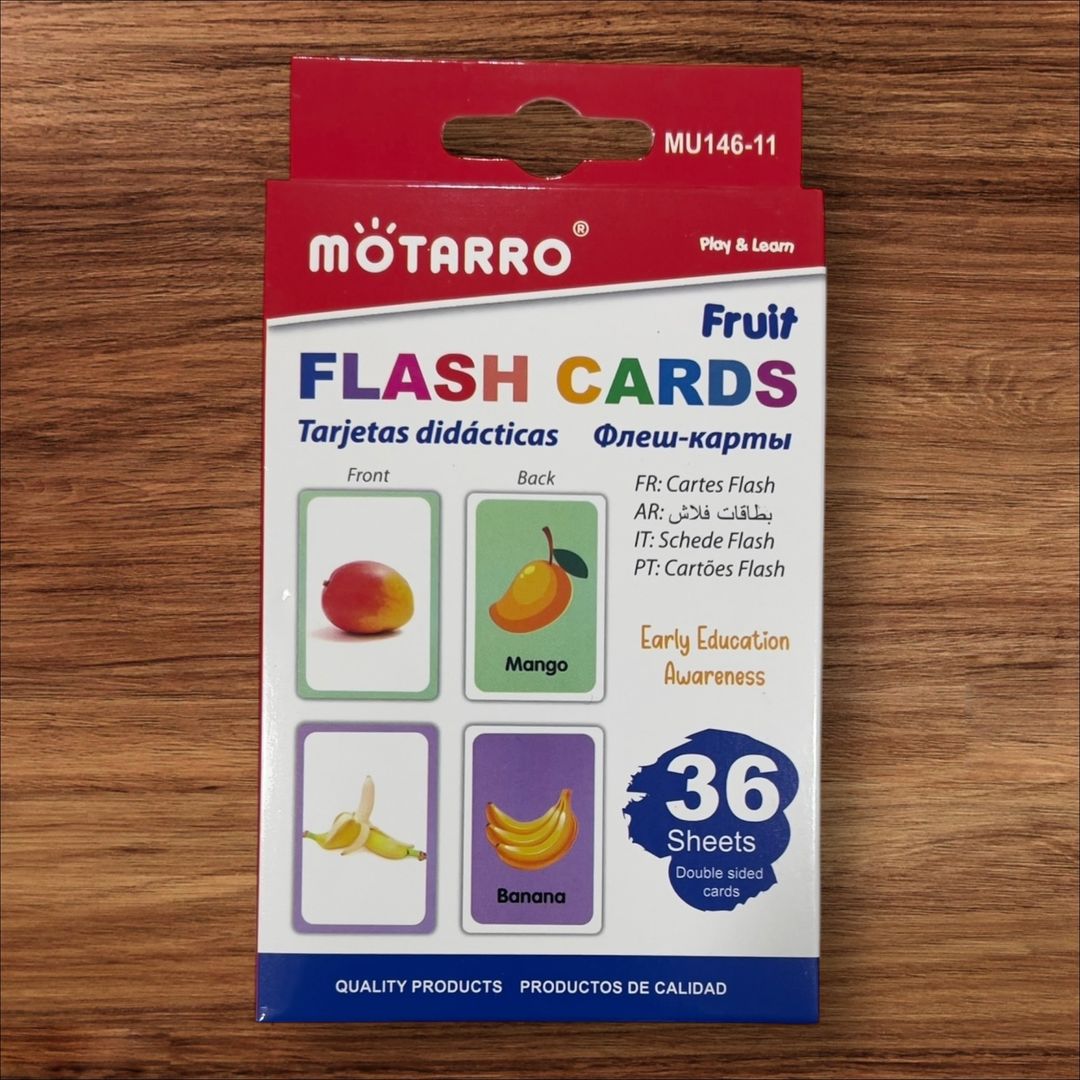 MU146-11
MOTARRO®
Play & Learn
Fruit
FLASH CARDS
Tarjetas didácticas Флеш-карты
Front Back
FR: Cartes Flash
AR: بطاقات فلاش
IT: Schede Flash
PT: Cartões Flash
Mango
Early Education
Awareness
36
Sheets
Double sided
cards
Banana
QUALITY PRODUCTS PRODUCTOS DE CALIDAD